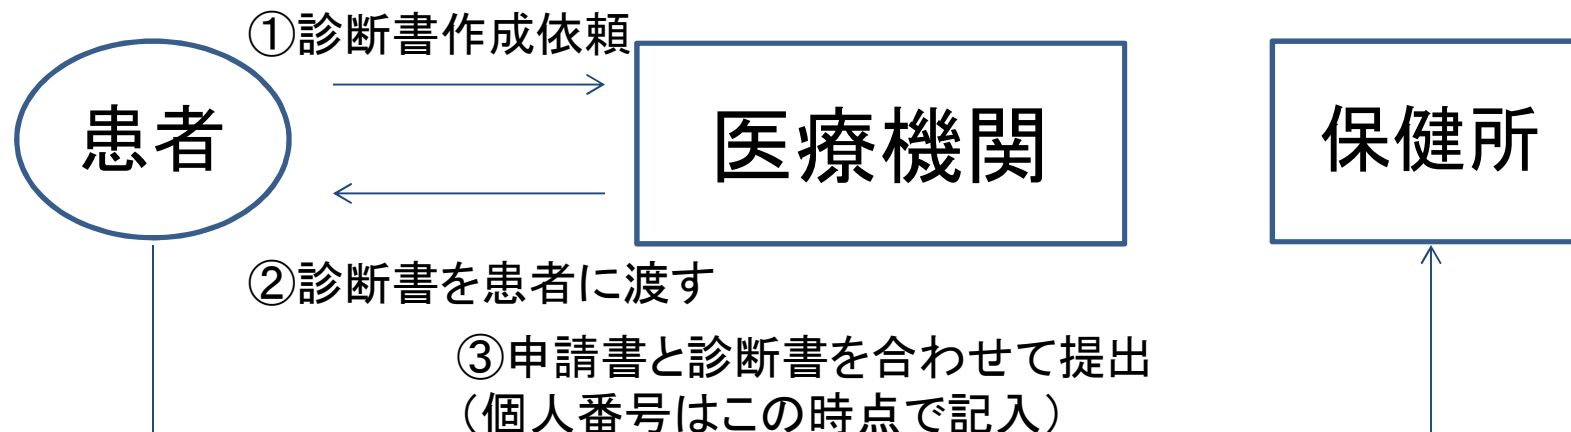 ①診断書作成依頼
患者
医療機関
保健所
②診断書を患者に渡す
③申請書と診断書を合わせて提出
（個人番号はこの時点で記入）